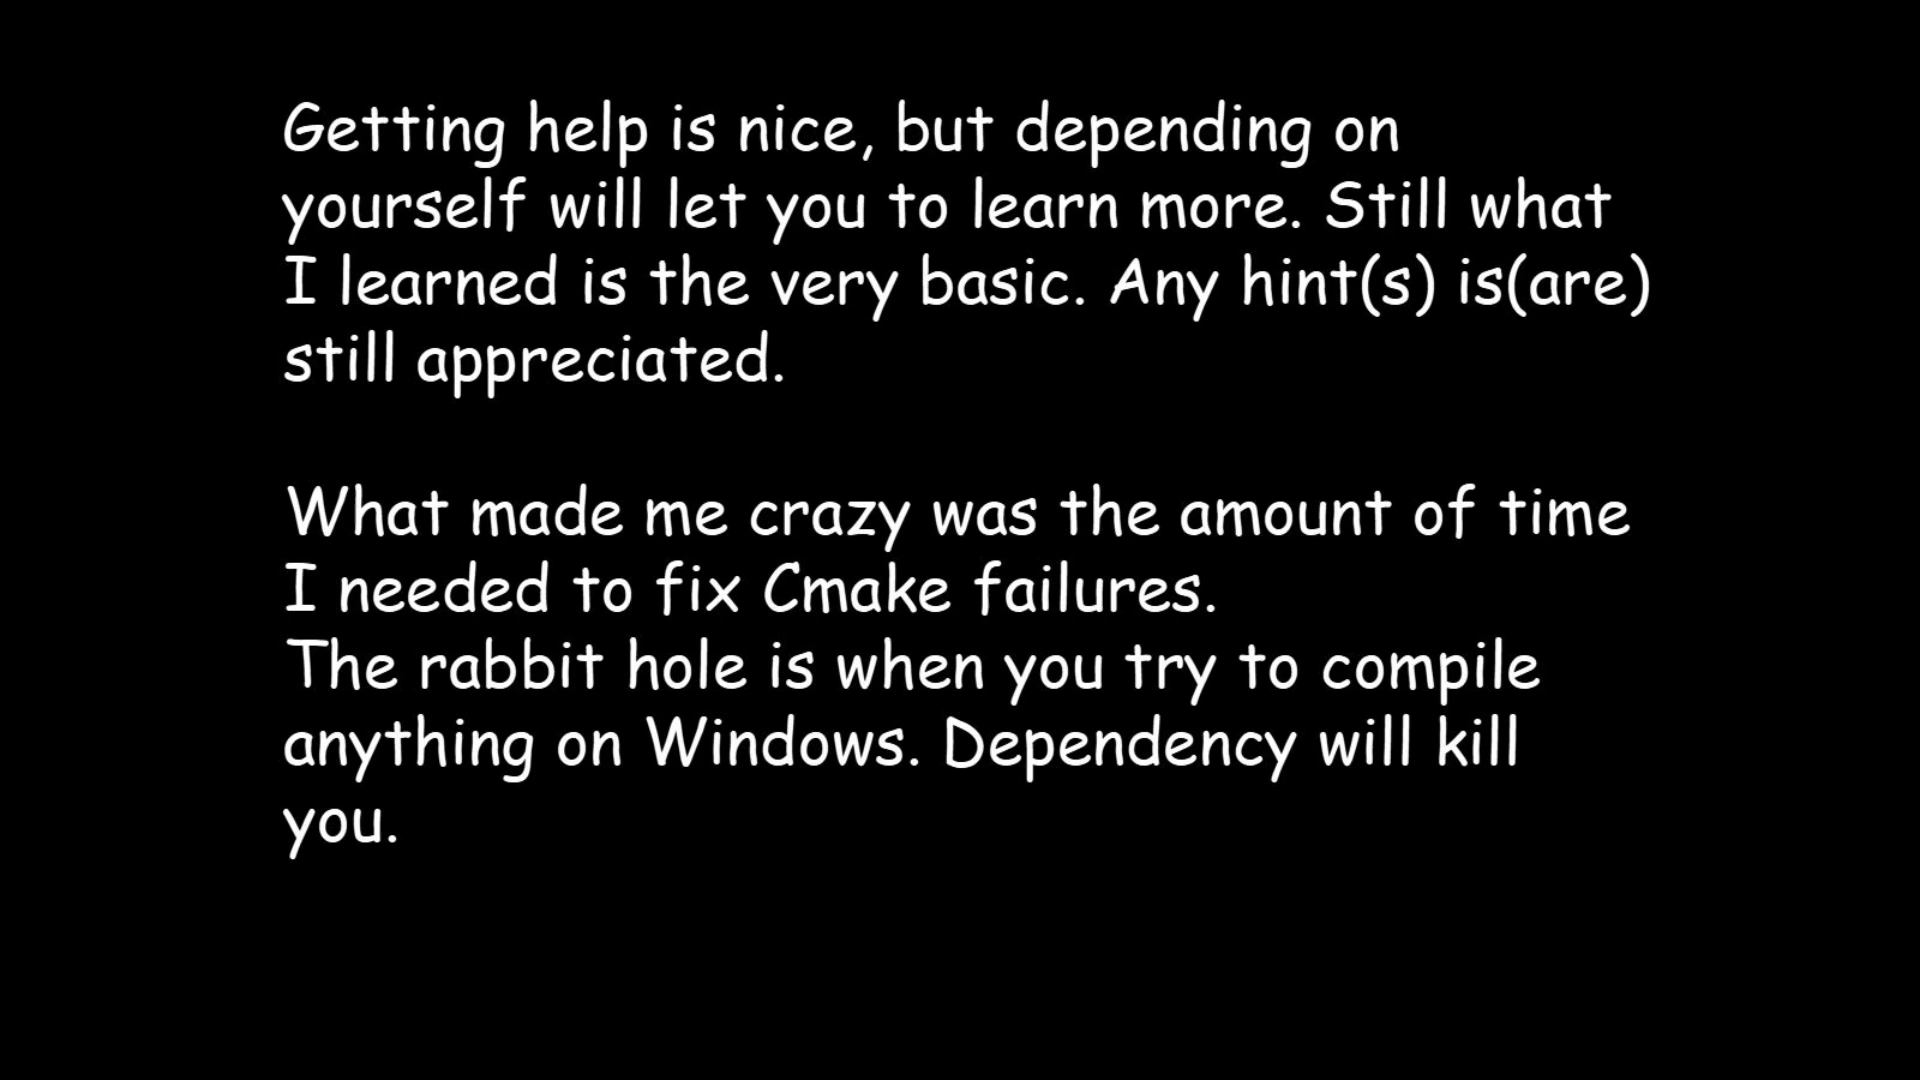 Getting help is nice, but depending on
yourself will let you to learn more. Still what
I learned is the very basic. Any hint(s) is(are)
still appreciated.
What made me crazy was the amount of time
I needed to fix Cmake failures.
The rabbit hole is when you try to compile
anything on Windows. Dependency will kill
you.